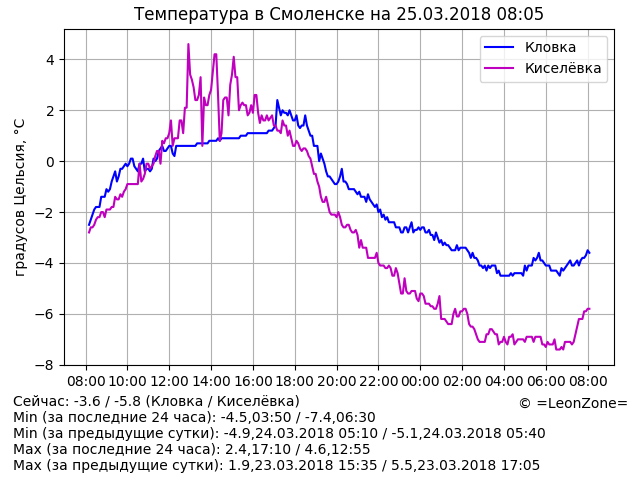 Температура в Смоленске на 25.03.2018 08:05
Кловка
Киселёвка
градусов Цельсия, °C
4
2
0
−2
−4
−6
−8
08:00 10:00 12:00 14:00 16:00 18:00 20:00 22:00 00:00 02:00 04:00 06:00 08:00
Сейчас: -3.6 / -5.8 (Кловка / Киселёвка)
© =LeonZone=
Min (за последние 24 часа): -4.5,03:50 / -7.4,06:30
Min (за предыдущие сутки): -4.9,24.03.2018 05:10 / -5.1,24.03.2018 05:40
Max (за последние 24 часа): 2.4,17:10 / 4.6,12:55
Max (за предыдущие сутки): 1.9,23.03.2018 15:35 / 5.5,23.03.2018 17:05